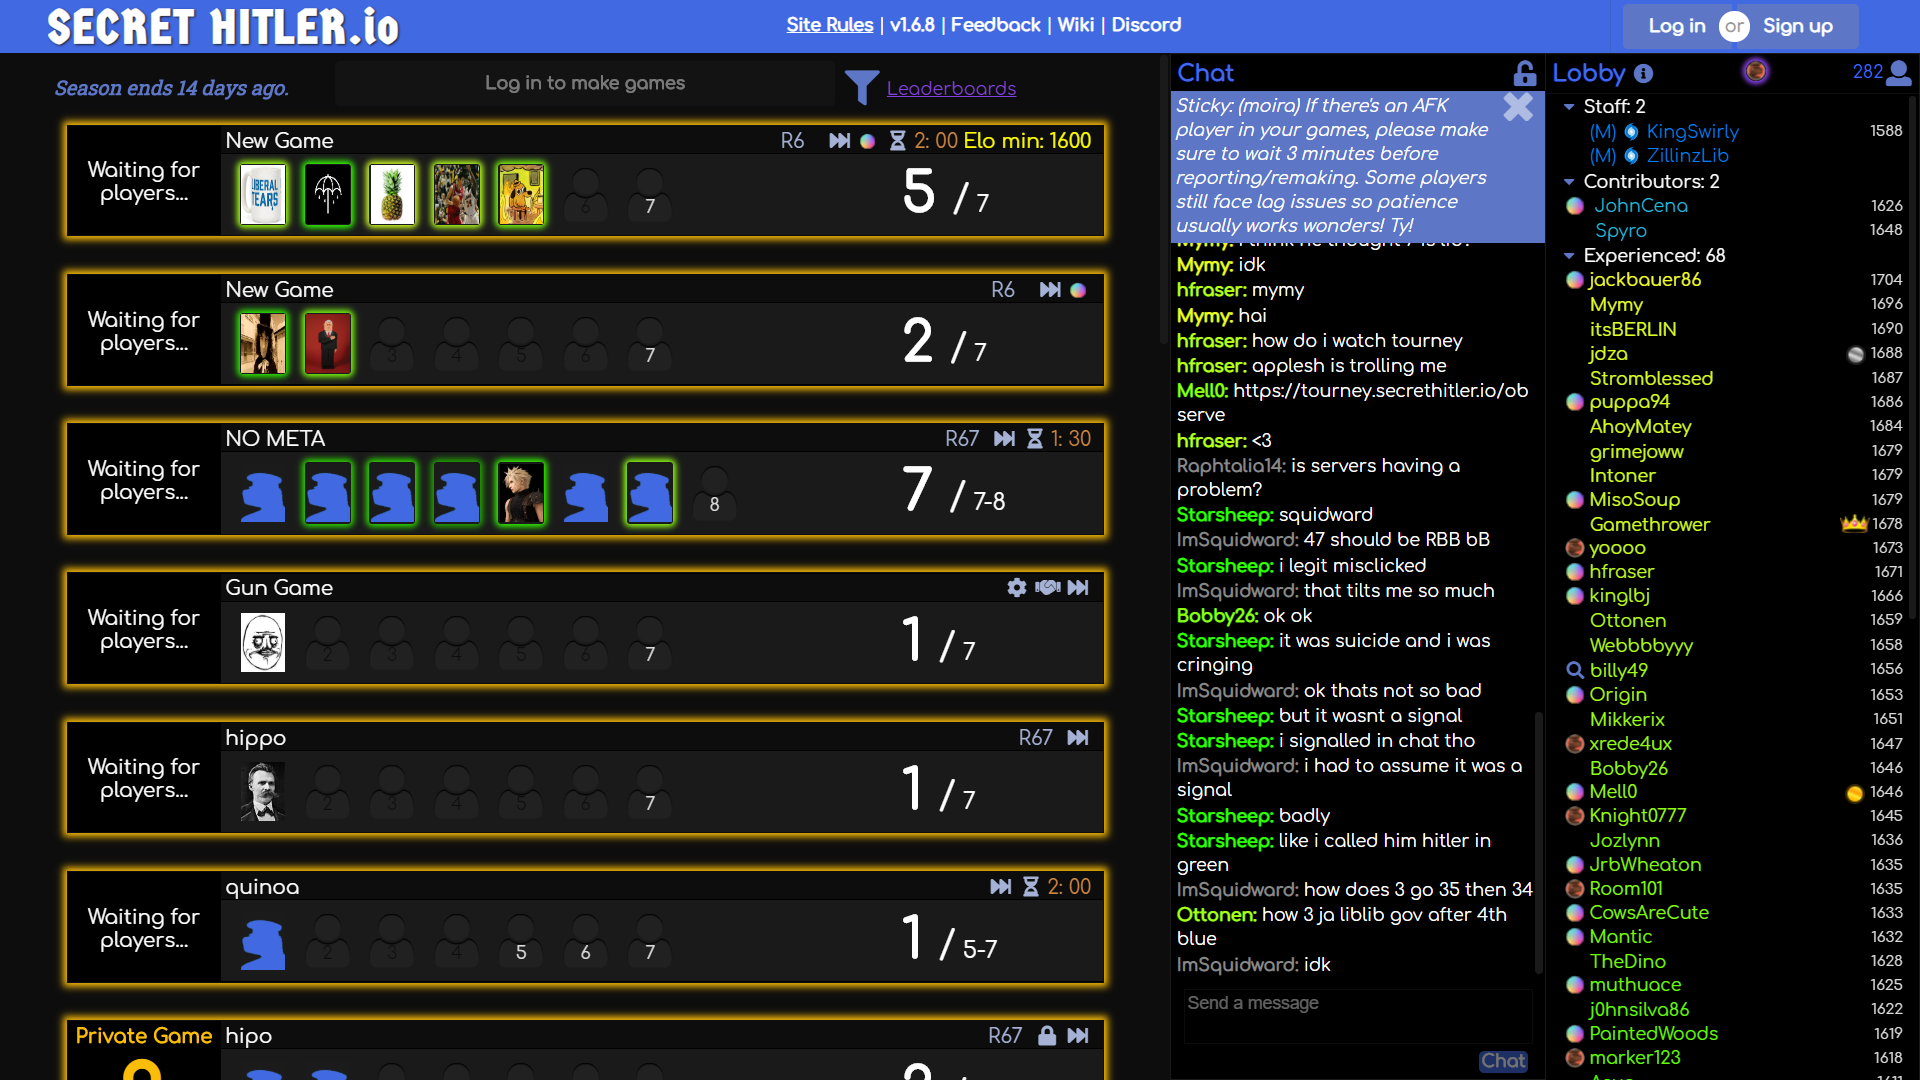 SECRET HITLER.io
Site Rules | v1.6.8 | Feedback | Wiki | Discord
Log in or Sign up
Season ends 14 days ago.
Log in to make games
Leaderboards
New Game
R6 2: 00 Elo min: 1600
Waiting for
players...
LIBERAL
TEARS
6
7
5 / 7
New Game
R6
Waiting for
players...
3
4
5
6
7
2 / 7
NO META
R67 1: 30
Waiting for
players...
8
7 / 7-8
Gun Game
Waiting for
players...
2
3
4
5
6
7
1 / 7
hippo
R67
Waiting for
players...
2
3
4
5
6
7
1 / 7
quinoa
2: 00
Waiting for
players...
2
3
4
5
6
7
1 / 5-7
Private Game
hipo
R67
Chat
Sticky: (moira) If there's an AFK
player in your games, please make
sure to wait 3 minutes before
reporting/remaking. Some players
still face lag issues so patience
usually works wonders! Ty!
Mymy: i think he thought 7 is lib?
Mymy: idk
hfraser: mymy
Mymy: hai
hfraser: how do i watch tourney
hfraser: applesh is trolling me
Mell0: https://tourney.secrethitler.io/ob
serve
hfraser: <3
Raphtalia14: is servers having a
problem?
Starsheep: squidward
ImSquidward: 47 should be RBB bB
Starsheep: i legit misclicked
ImSquidward: that tilts me so much
Bobby26: ok ok
Starsheep: it was suicide and i was
cringing
ImSquidward: ok thats not so bad
Starsheep: but it wasnt a signal
Starsheep: i signalled in chat tho
ImSquidward: i had to assume it was a
signal
Starsheep: badly
Starsheep: like i called him hitler in
green
ImSquidward: how does 3 go 35 then 34
Ottonen: how 3 ja liblib gov after 4th
blue
ImSquidward: idk
Send a message
Chat
Lobby
282
Staff: 2
(M) KingSwirly 1588
(M) ZillinzLib
Contributors: 2
JohnCena 1626
Spyro 1648
Experienced: 68
jackbauer86 1704
Mymy 1696
itsBERLIN 1690
jdza 1688
Stromblessed 1687
puppa94 1686
AhoyMatey 1684
grimejoww 1679
Intoner 1679
MisoSoup 1679
Gamethrower 1678
yoooo 1673
hfraser 1671
kinglbj 1666
Ottonen 1659
Webbbbyyy 1658
billy49 1656
Origin 1653
Mikkerix 1651
xrede4ux 1647
Bobby26 1646
Mell0 1646
Knight0777 1645
Jozlynn 1636
JrbWheaton 1635
Room101 1635
CowsAreCute 1633
Mantic 1632
TheDino 1628
muthuace 1625
j0hnsilva86 1622
PaintedWoods 1619
marker123 1618